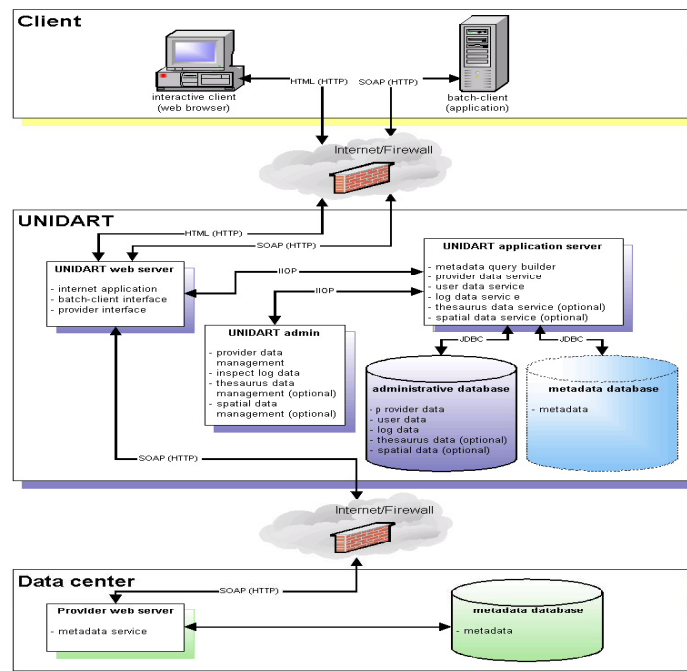 Client
HTML (HTTP)
SOAP (HTTP)
interactive client
(web browser)
batch-client
(application)
Internet/Firewall
UNIDART
HTML (HTTP)
SOAP (HTTP)
UNIDART web server
- internet application
- batch-client interface
- provider interface
IIOP
IIOP
UNIDART application server
- metadata query builder
- provider data service
- user data service
- log data service
- thesaurus data service (optional)
- spatial data service (optional)
UNIDART admin
- provider data
management
- inspect log data
- thesaurus data
management (optional)
- spatial data
management (optional)
JDBC
JDBC
administrative database
- provider data
- user data
- log data
- thesaurus data (optional)
- spatial data (optional)
metadata database
- metadata
SOAP (HTTP)
Internet/Firewall
Data center
SOAP (HTTP)
Provider web server
- metadata service
metadata database
- metadata